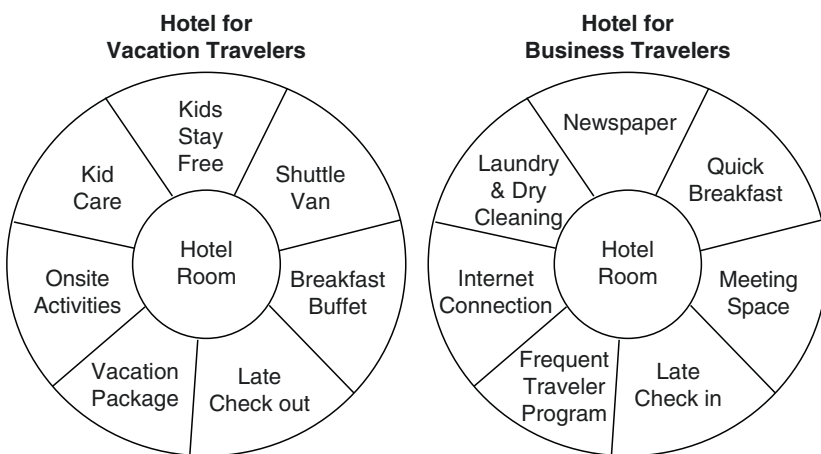 Hotel for
Vacation Travelers
Kids
Stay
Free
Shuttle
Van
Breakfast
Buffet
Late
Check out
Vacation
Package
Onsite
Activities
Kid
Care
Hotel
Room
Hotel for
Business Travelers
Newspaper
Quick
Breakfast
Meeting
Space
Late
Check in
Frequent
Traveler
Program
Internet
Connection
Laundry
& Dry
Cleaning
Hotel
Room